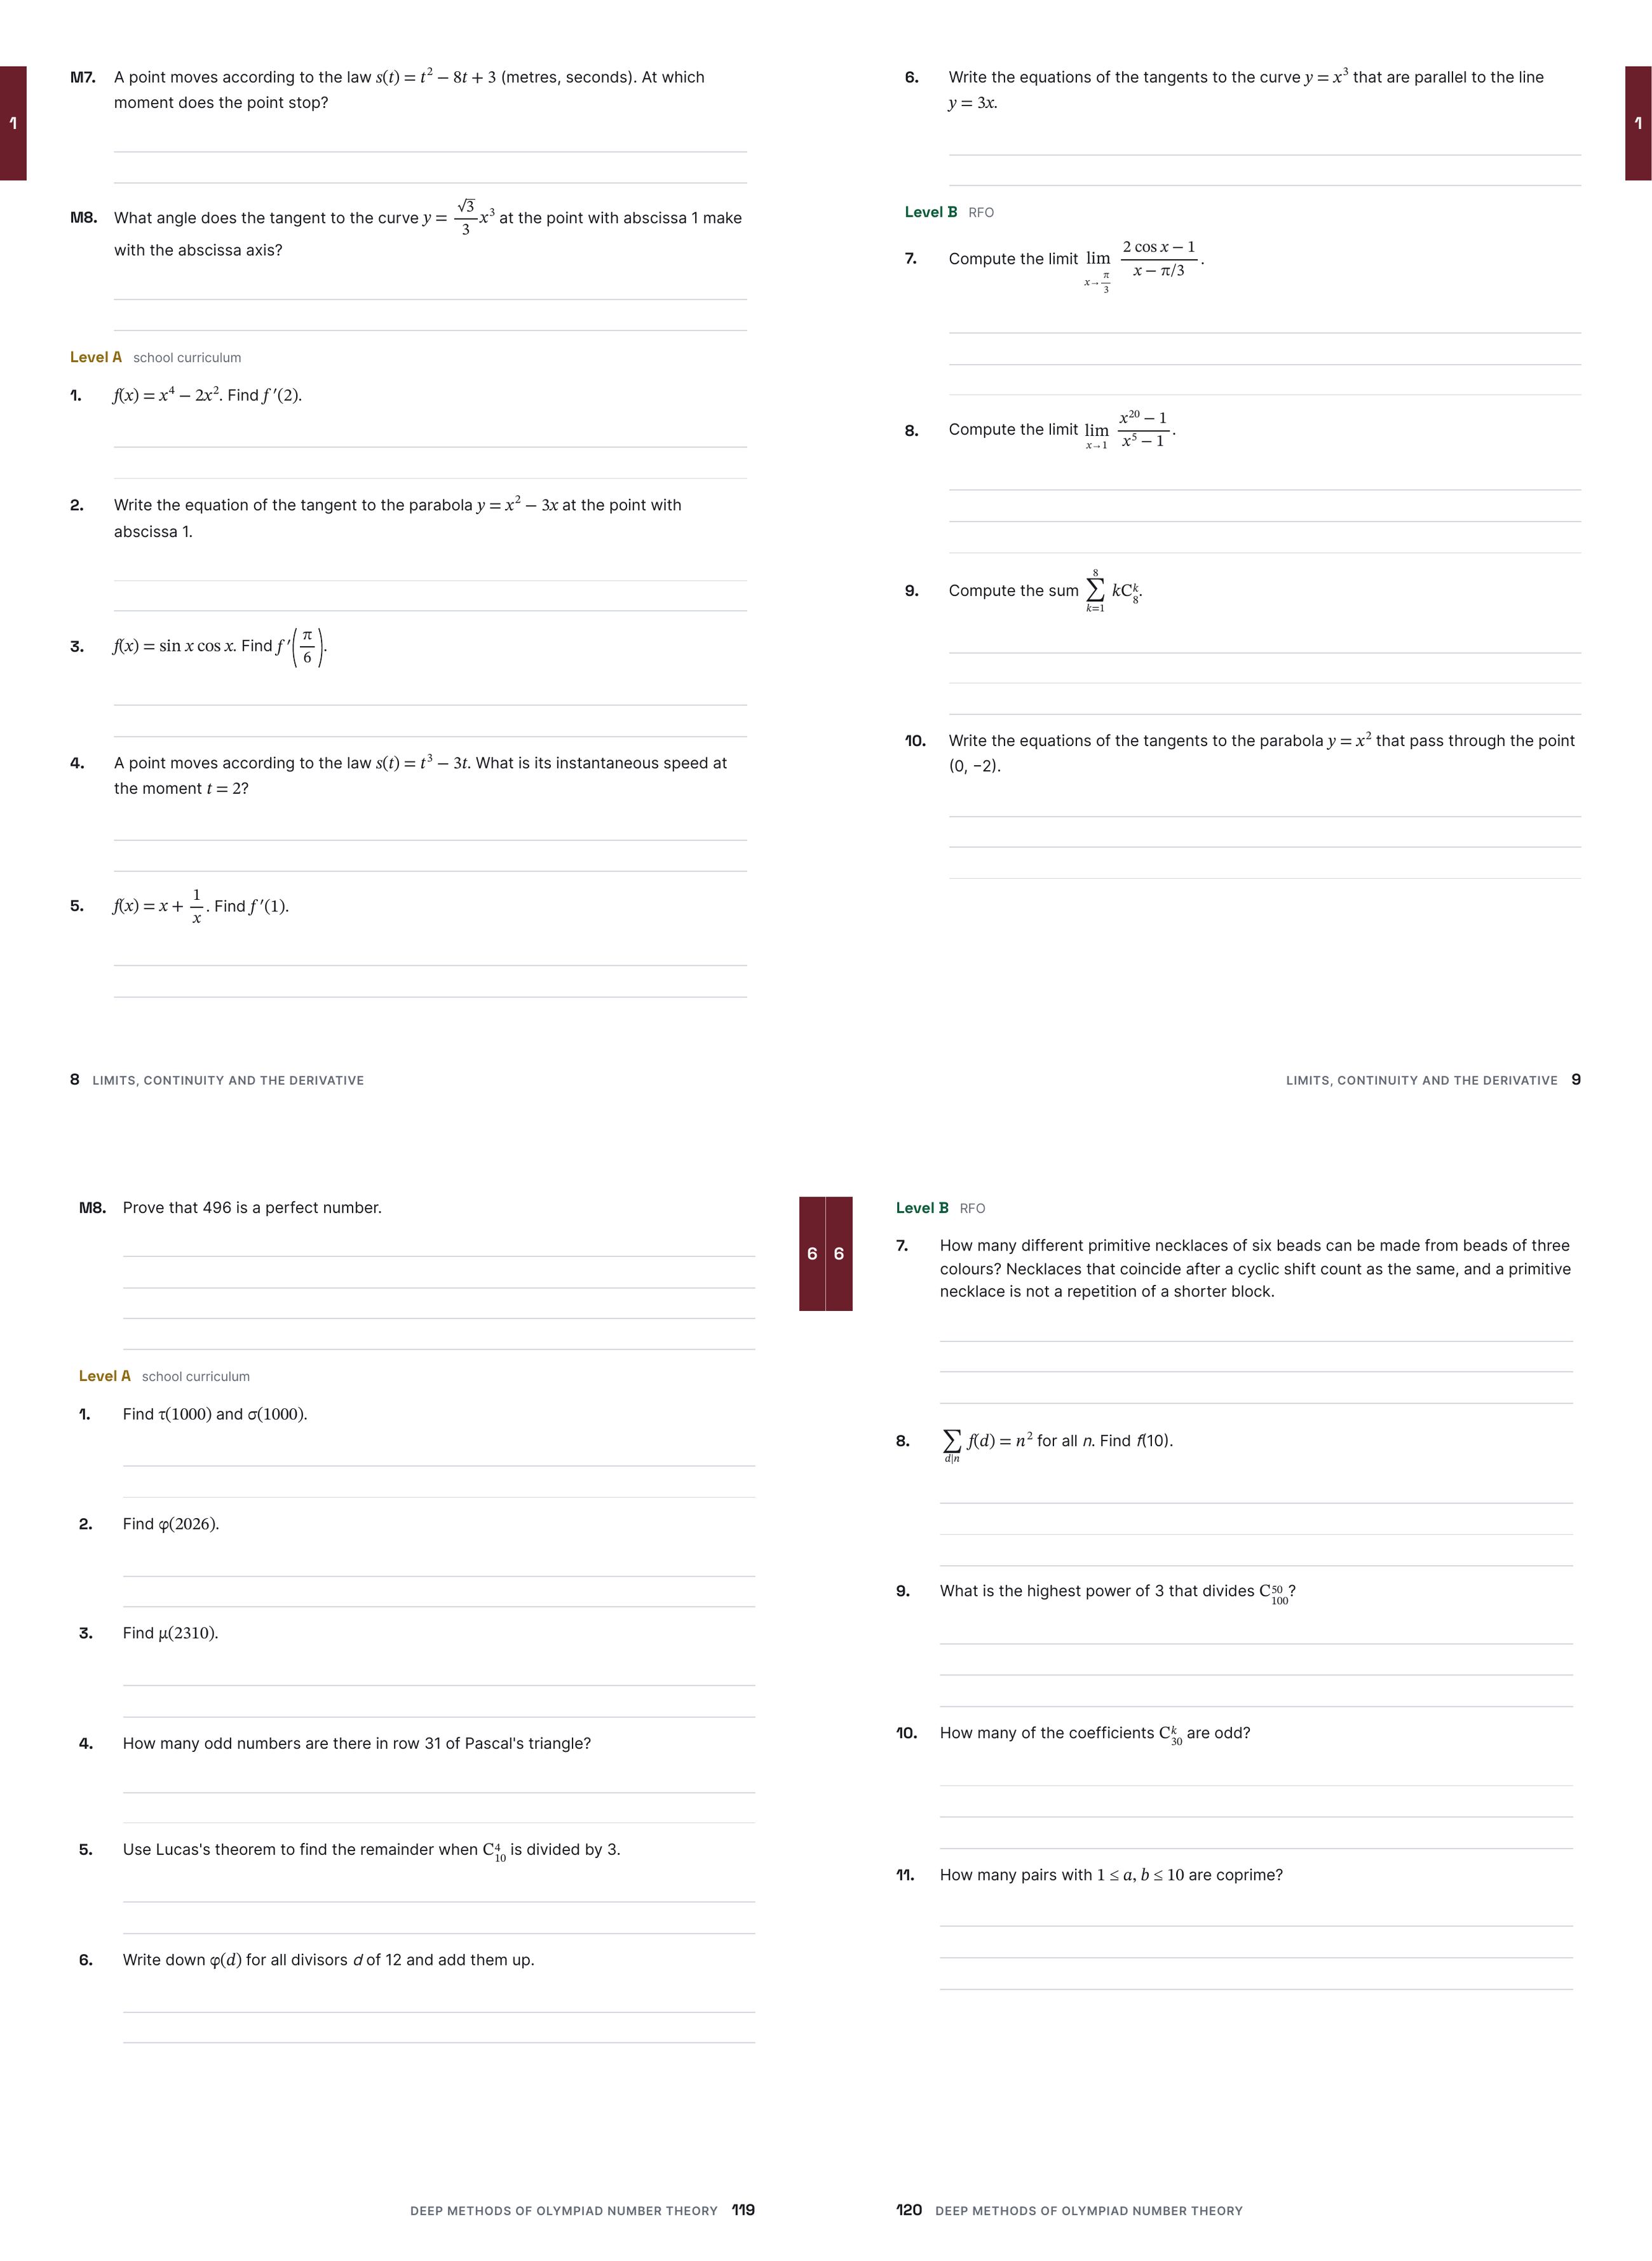 1
M7. A point moves according to the law s(t) = t² − 8t + 3 (metres, seconds). At which
moment does the point stop?
M8. What angle does the tangent to the curve y = √3/3 x³ at the point with abscissa 1 make
with the abscissa axis?
Level A school curriculum
1. f(x) = x⁴ − 2x². Find f′(2).
2. Write the equation of the tangent to the parabola y = x² − 3x at the point with
abscissa 1.
3. f(x) = sin x cos x. Find f′(π/6).
4. A point moves according to the law s(t) = t³ − 3t. What is its instantaneous speed at
the moment t = 2?
5. f(x) = x + 1/x. Find f′(1).
8 LIMITS, CONTINUITY AND THE DERIVATIVE
1
6. Write the equations of the tangents to the curve y = x³ that are parallel to the line
y = 3x.
Level B RFO
7. Compute the limit lim x→π/3 (2 cos x − 1)/(x − π/3).
8. Compute the limit lim x→1 (x²⁰ − 1)/(x⁵ − 1).
9. Compute the sum ∑_{k=1}^{8} kC_8^k.
10. Write the equations of the tangents to the parabola y = x² that pass through the point
(0, −2).
LIMITS, CONTINUITY AND THE DERIVATIVE 9
M8. Prove that 496 is a perfect number.
Level A school curriculum
1. Find τ(1000) and σ(1000).
2. Find φ(2026).
3. Find μ(2310).
4. How many odd numbers are there in row 31 of Pascal's triangle?
5. Use Lucas's theorem to find the remainder when C_10^4 is divided by 3.
6. Write down φ(d) for all divisors d of 12 and add them up.
DEEP METHODS OF OLYMPIAD NUMBER THEORY 119
6 6
Level B RFO
7. How many different primitive necklaces of six beads can be made from beads of three
colours? Necklaces that coincide after a cyclic shift count as the same, and a primitive
necklace is not a repetition of a shorter block.
8. ∑_{d|n} f(d) = n² for all n. Find f(10).
9. What is the highest power of 3 that divides C_100^50?
10. How many of the coefficients C_30^k are odd?
11. How many pairs with 1 ≤ a, b ≤ 10 are coprime?
120 DEEP METHODS OF OLYMPIAD NUMBER THEORY